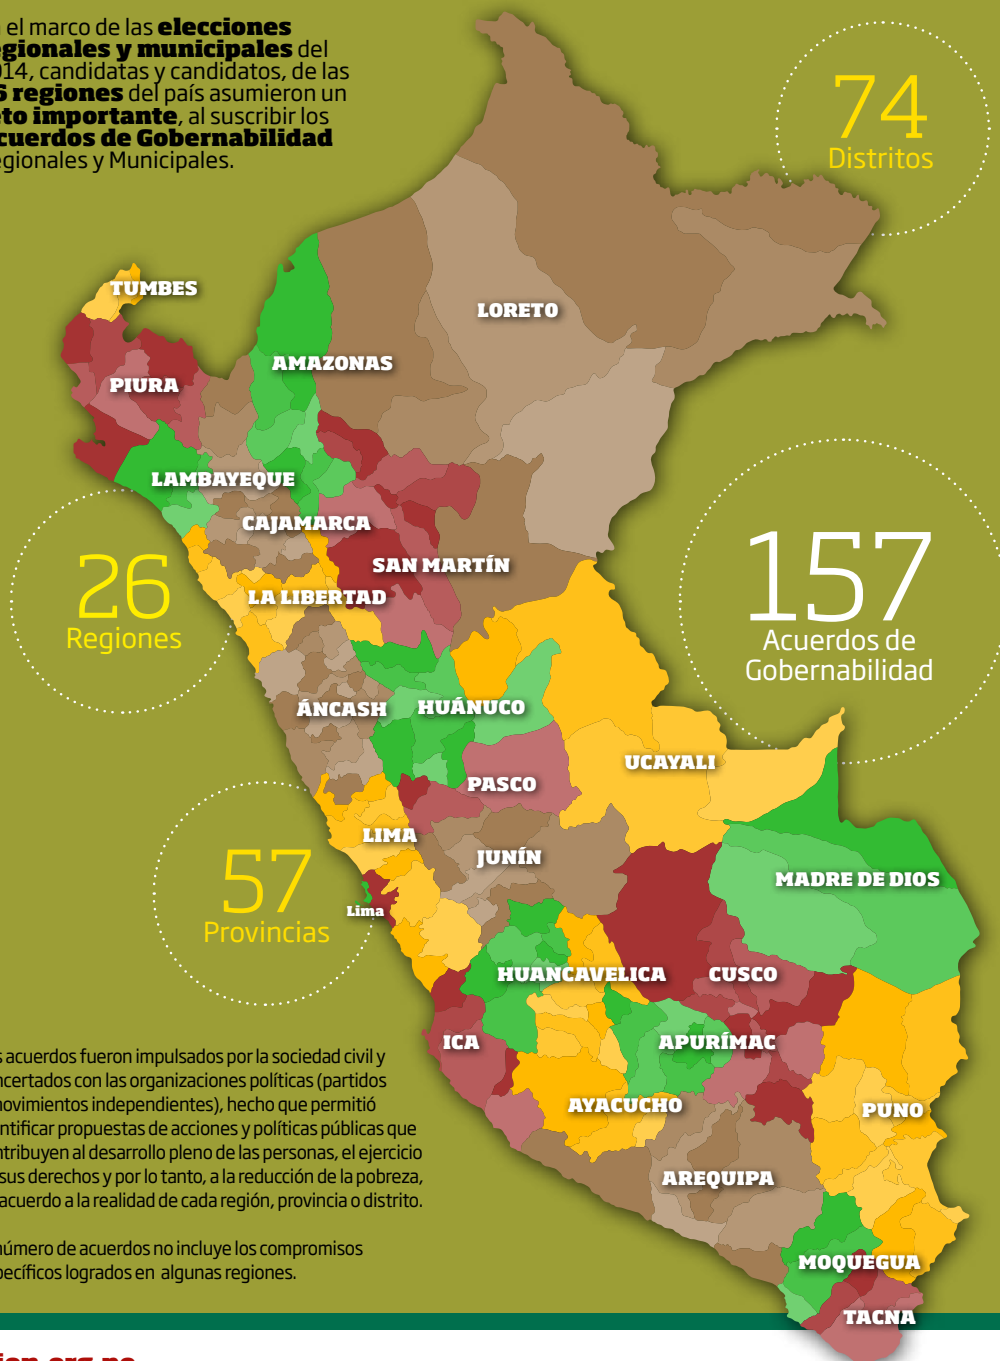 el marco de las elecciones
gionales y municipales del
014, candidatas y candidatos, de las
6 regiones del país asumieron un
eto importante, al suscribir los
cuerdos de Gobernabilidad
egionales y Municipales.
74
Distritos
TUMBES
LORETO
AMAZONAS
PIURA
LAMBAYEQUE
CAJAMARCA
SAN MARTÍN
26
Regiones
LA LIBERTAD
157
Acuerdos de
Gobernabilidad
ÁNCASH
HUÁNUCO
UCAYALI
PASCO
LIMA
JUNÍN
57
Provincias
MADRE DE DIOS
Lima
HUANCAVELICA
CUSCO
ICA
APURÍMAC
AYACUCHO
PUNO
AREQUIPA
MOQUEGUA
TACNA
s acuerdos fueron impulsados por la sociedad civil y
ncertados con las organizaciones políticas (partidos
movimientos independientes), hecho que permitió
ntificar propuestas de acciones y políticas públicas que
ntribuyen al desarrollo pleno de las personas, el ejercicio
sus derechos y por lo tanto, a la reducción de la pobreza,
acuerdo a la realidad de cada región, provincia o distrito.
número de acuerdos no incluye los compromisos
pecíficos logrados en algunas regiones.